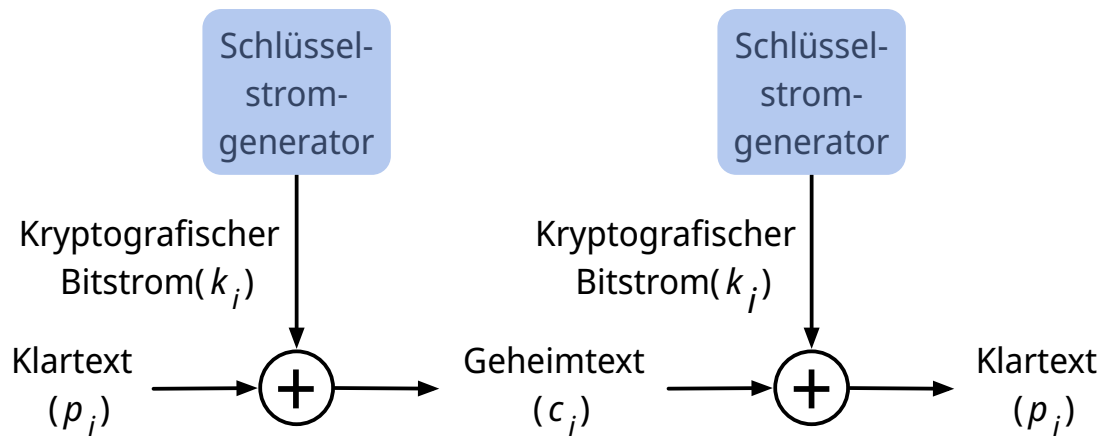 Schlüssel-
strom-
generator
Schlüssel-
strom-
generator
Kryptografischer
Bitstrom(k i)
Kryptografischer
Bitstrom(k i)
Klartext
(p i)
+
Geheimtext
(c i)
+
Klartext
(p i)